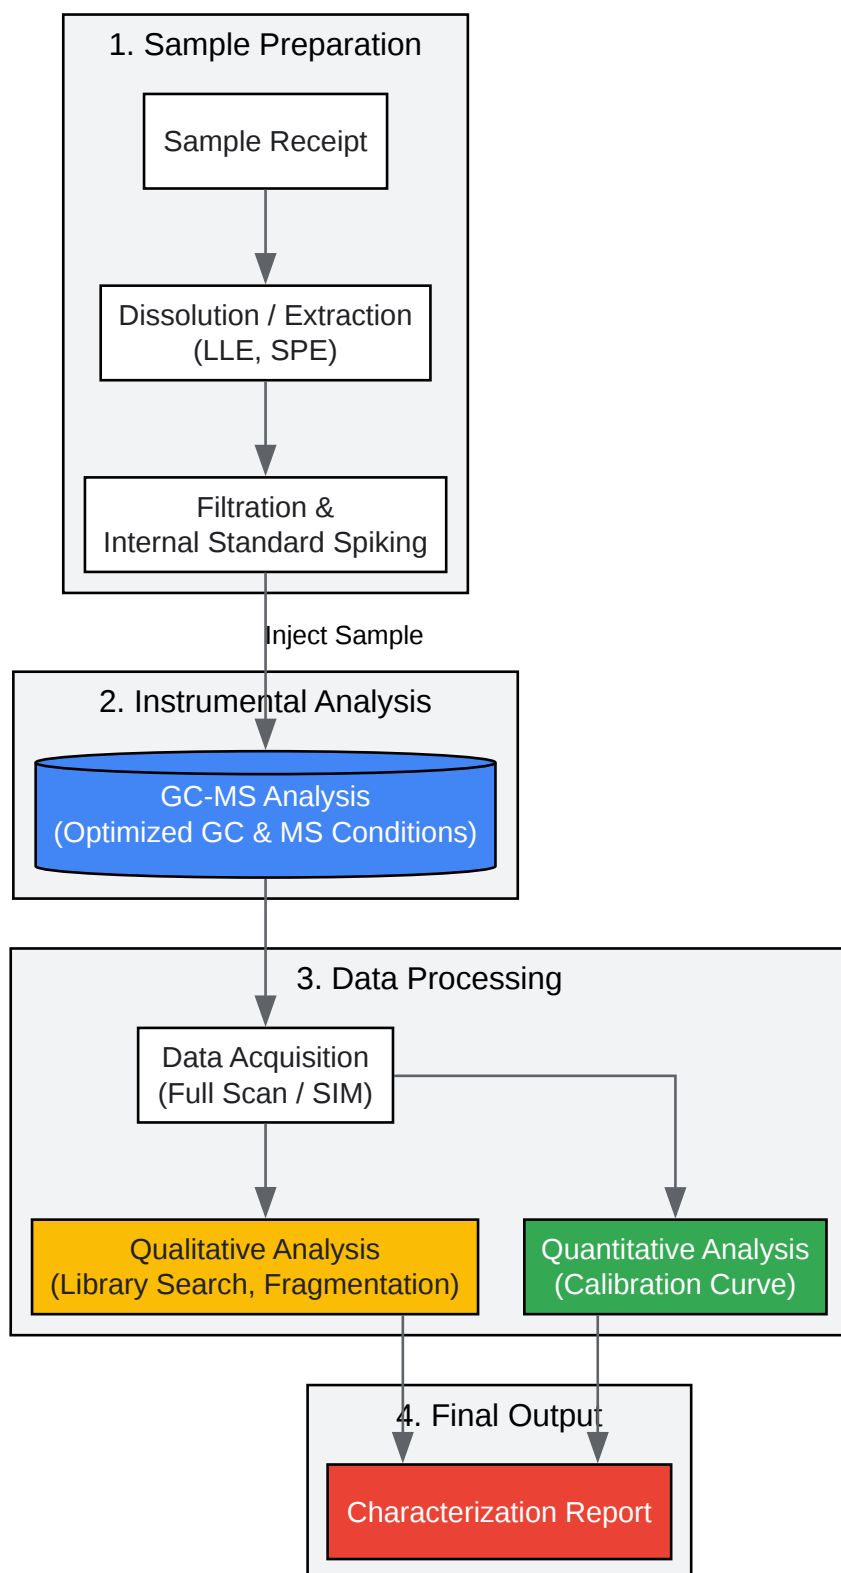 1. Sample Preparation
Sample Receipt
Dissolution / Extraction
(LLE, SPE)
Filtration &
Internal Standard Spiking
Inject Sample
2. Instrumental Analysis
GC-MS Analysis
(Optimized GC & MS Conditions)
3. Data Processing
Data Acquisition
(Full Scan / SIM)
Qualitative Analysis
(Library Search, Fragmentation)
Quantitative Analysis
(Calibration Curve)
4. Final Output
Characterization Report